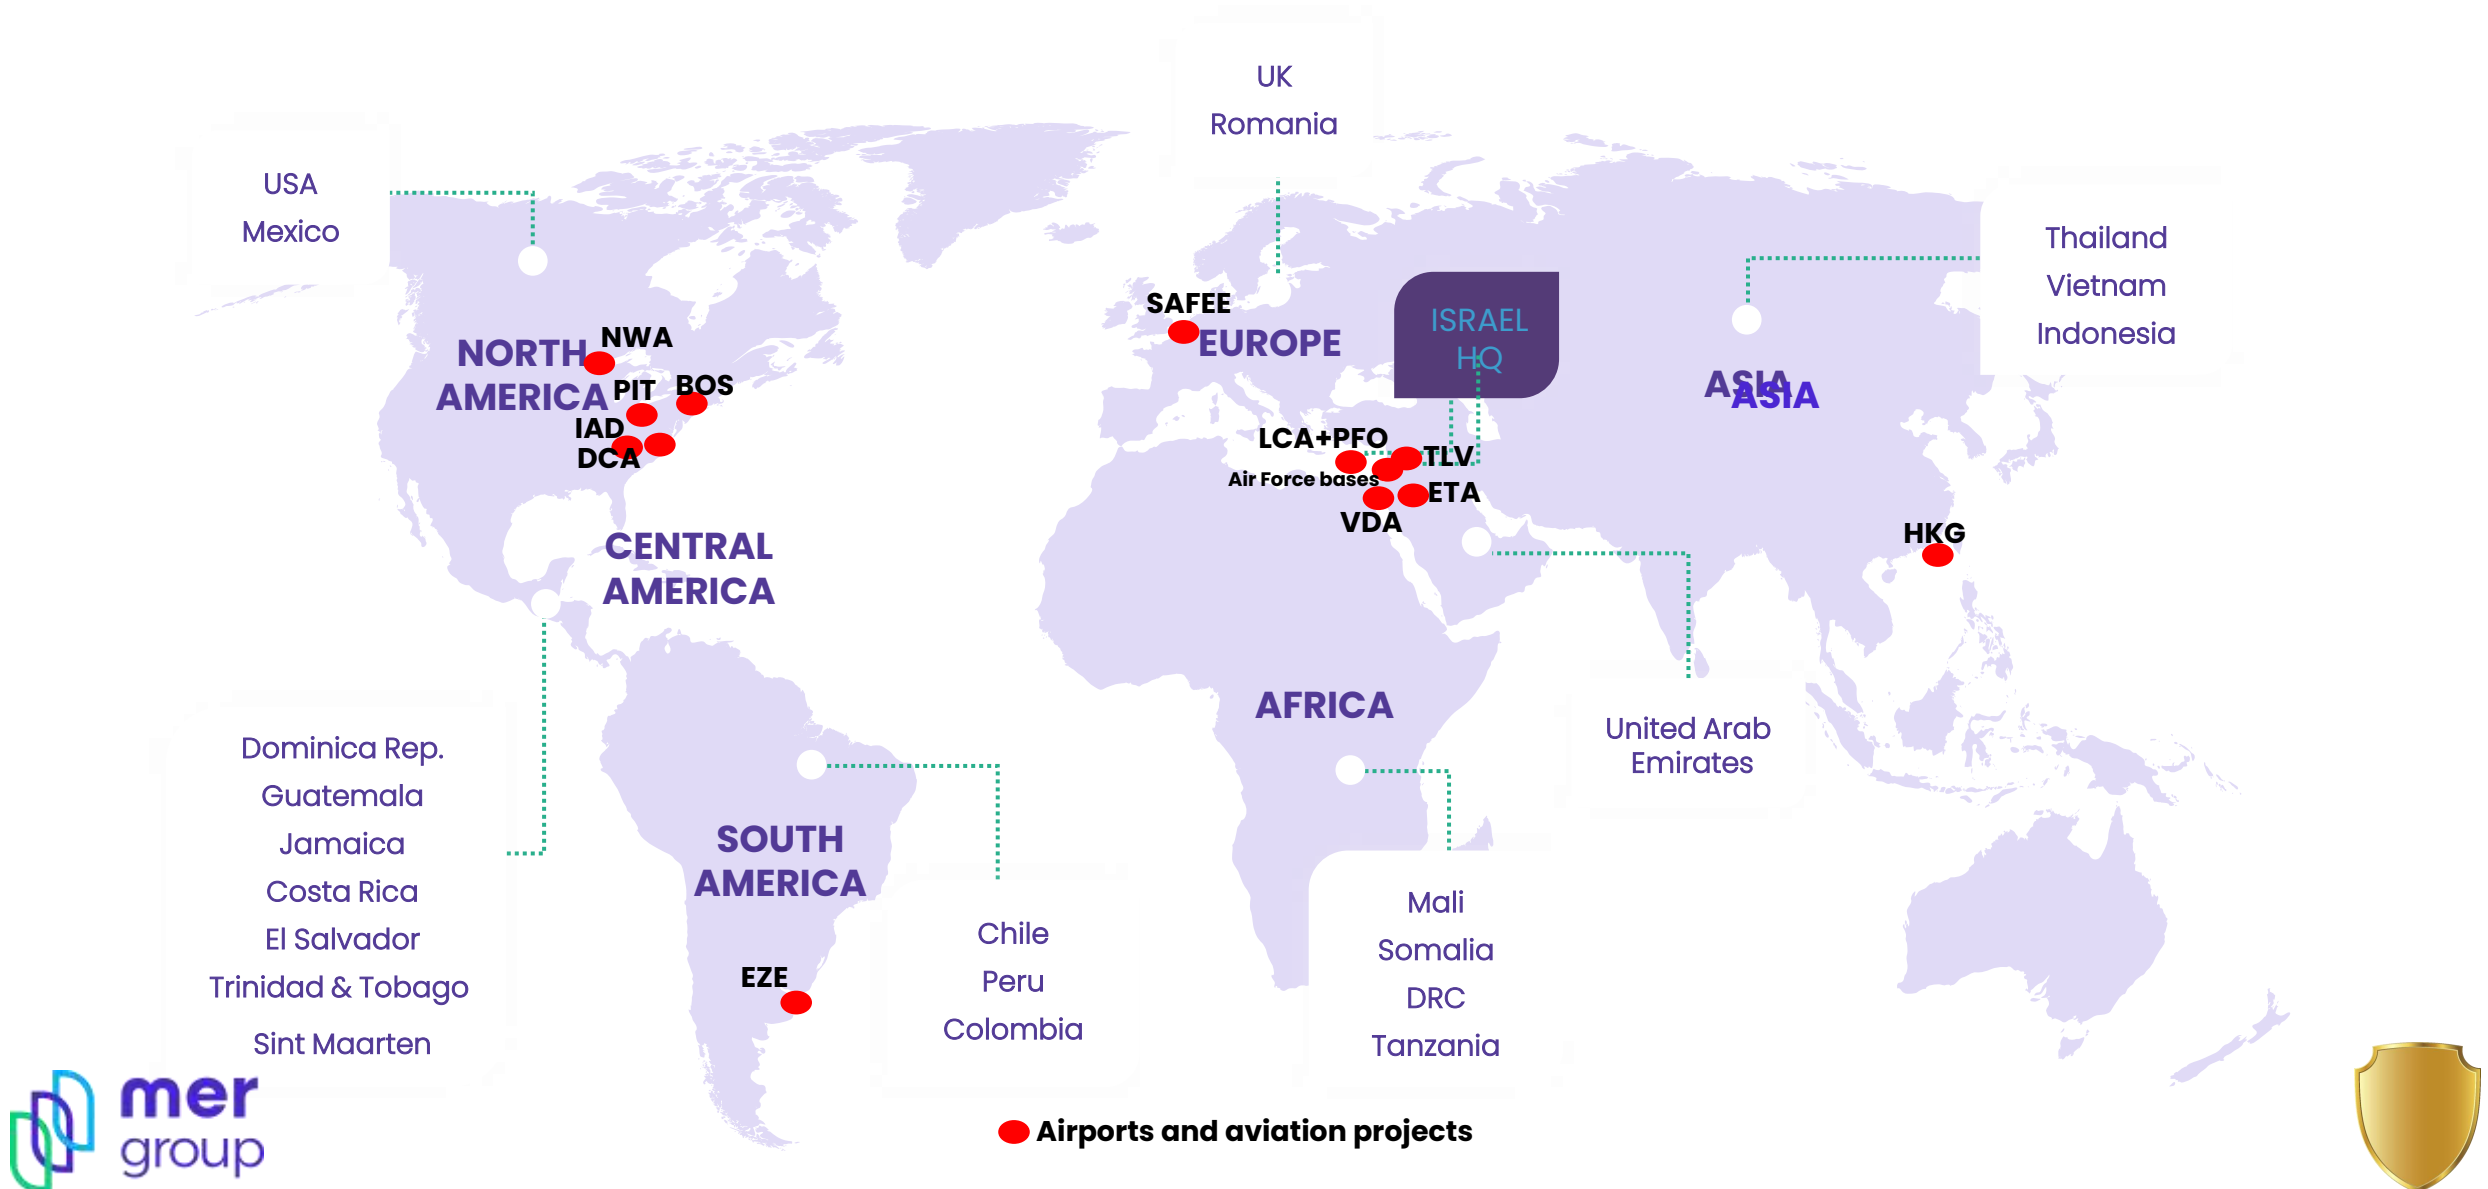 UK
Romania
USA
Mexico
Thailand
Vietnam
Indonesia
SAFEE
EUROPE
ISRAEL
HQ
NORTH
AMERICA
NWA
PIT
BOS
IAD
DCA
ASIA
ASIA
LCA+PFO
TLV
Air Force bases
ETA
VDA
HKG
CENTRAL
AMERICA
AFRICA
United Arab
Emirates
Dominica Rep.
Guatemala
Jamaica
Costa Rica
El Salvador
Trinidad & Tobago
Sint Maarten
SOUTH
AMERICA
EZE
Chile
Peru
Colombia
Mali
Somalia
DRC
Tanzania
mer
group
Airports and aviation projects